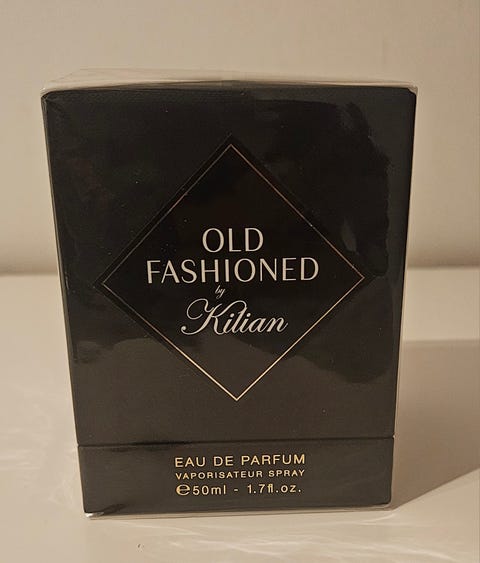 OLD
FASHIONED
by
Kilian
EAU DE PARFUM
VAPORISATEUR SPRAY
℮50ml - 1.7fl.oz.